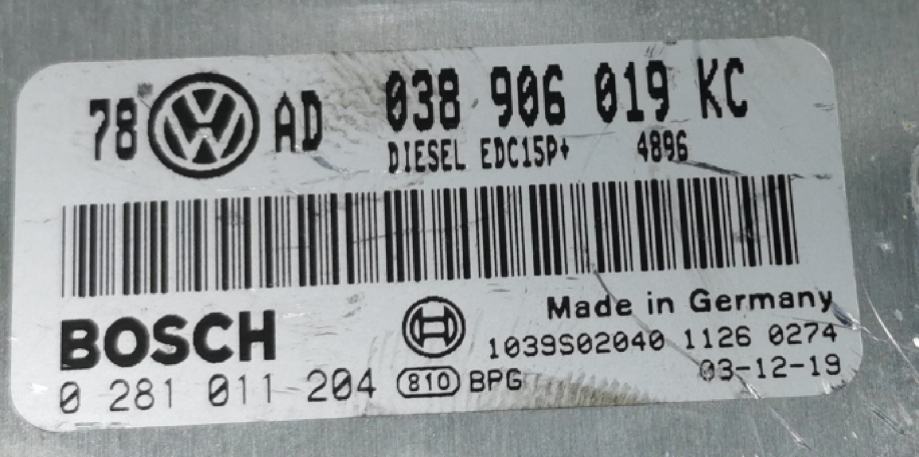 78 AD 038 906 019 KC
DIESEL EDC15P+ 4896
BOSCH
Made in Germany
1039S02040 1126 0274
0 281 011 204 810 BPG
03-12-19